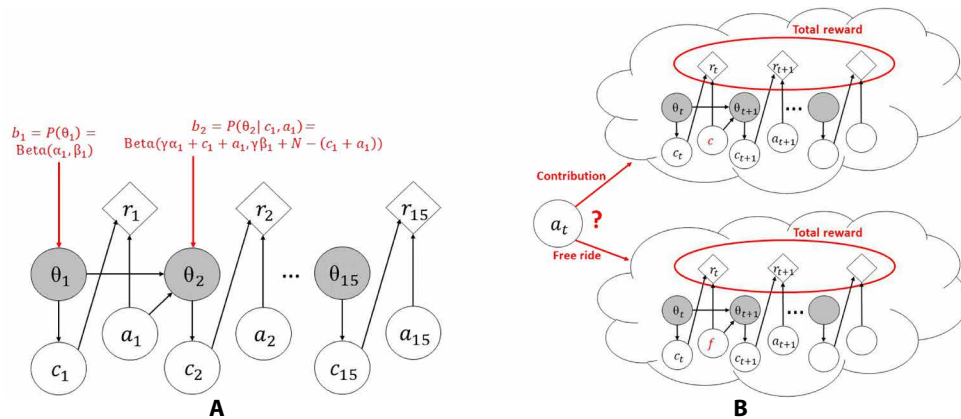 b₁ = P(θ₁) =
Beta(α₁, β₁)
b₂ = P(θ₂| c₁, a₁) =
Beta(γα₁ + c₁ + a₁, γβ₁ + N − (c₁ + a₁))
r₁
r₂
r₁₅
θ₁
θ₂
...
θ₁₅
a₁
a₂
a₁₅
c₁
c₂
c₁₅
A
Total reward
rₜ
rₜ₊₁
θₜ
θₜ₊₁
...
cₜ
c
cₜ₊₁
aₜ₊₁
Contribution
aₜ
?
Free ride
Total reward
rₜ
rₜ₊₁
θₜ
θₜ₊₁
...
cₜ
f
cₜ₊₁
aₜ₊₁
B